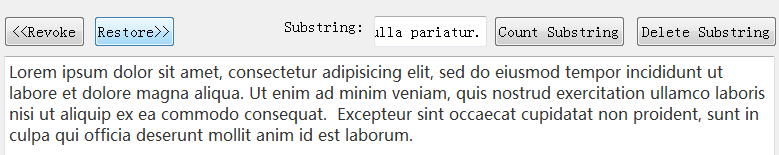 <<Revoke Restore>> Substring: ulla pariatur. Count Substring Delete Substring
Lorem ipsum dolor sit amet, consectetur adipisicing elit, sed do eiusmod tempor incididunt ut
labore et dolore magna aliqua. Ut enim ad minim veniam, quis nostrud exercitation ullamco laboris
nisi ut aliquip ex ea commodo consequat.  Excepteur sint occaecat cupidatat non proident, sunt in
culpa qui officia deserunt mollit anim id est laborum.